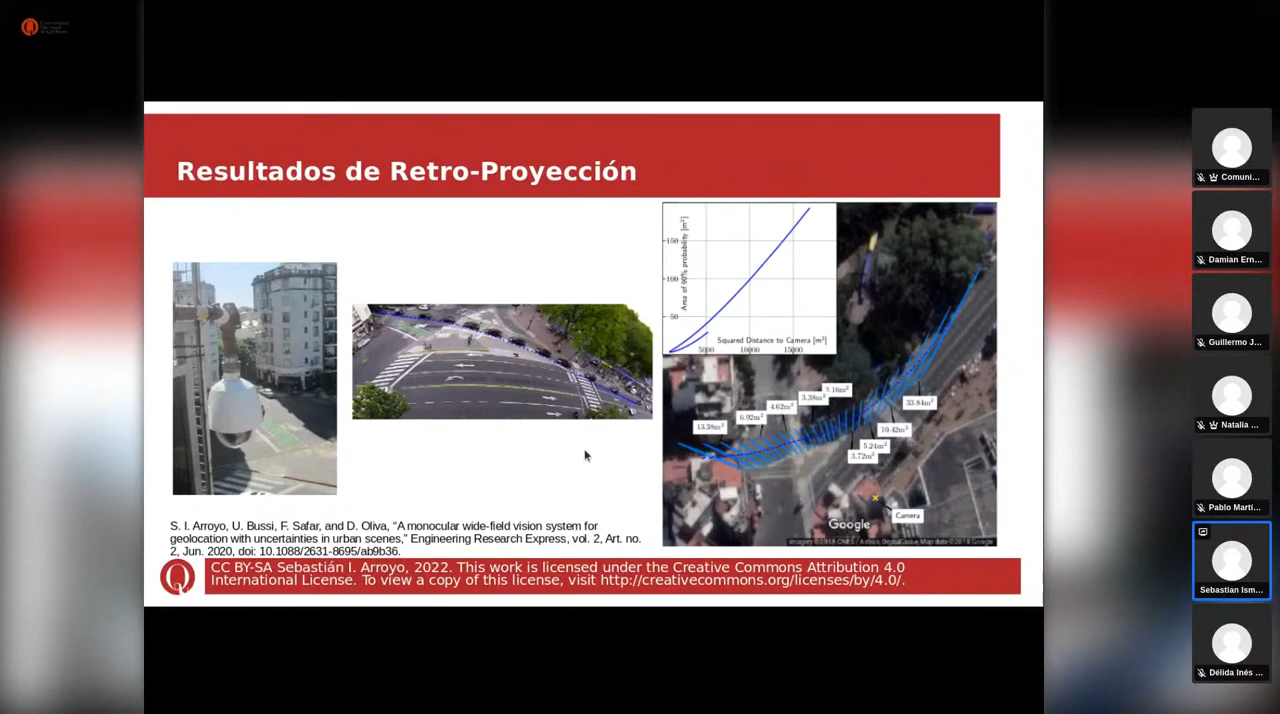 Resultados de Retro-Proyección
150
100
50
Area of 90% probability [m²]
Squared Distance to Camera [m²]
5000 10000 15000
13.38m²
6.92m²
4.62m²
3.38m²
3.16m²
33.84m²
10.42m²
5.24m²
3.72m²
Camera
Google
S. I. Arroyo, U. Bussi, F. Safar, and D. Oliva, “A monocular wide-field vision system for
geolocation with uncertainties in urban scenes,” Engineering Research Express, vol. 2, Art. no.
2, Jun. 2020, doi: 10.1088/2631-8695/ab9b36.
CC BY-SA Sebastián I. Arroyo, 2022. This work is licensed under the Creative Commons Attribution 4.0
International License. To view a copy of this license, visit http://creativecommons.org/licenses/by/4.0/.
Comuni...
Damian Ern...
Guillermo J...
Natalia ...
Pablo Martí...
Sebastian Ism...
Délida Inés ...